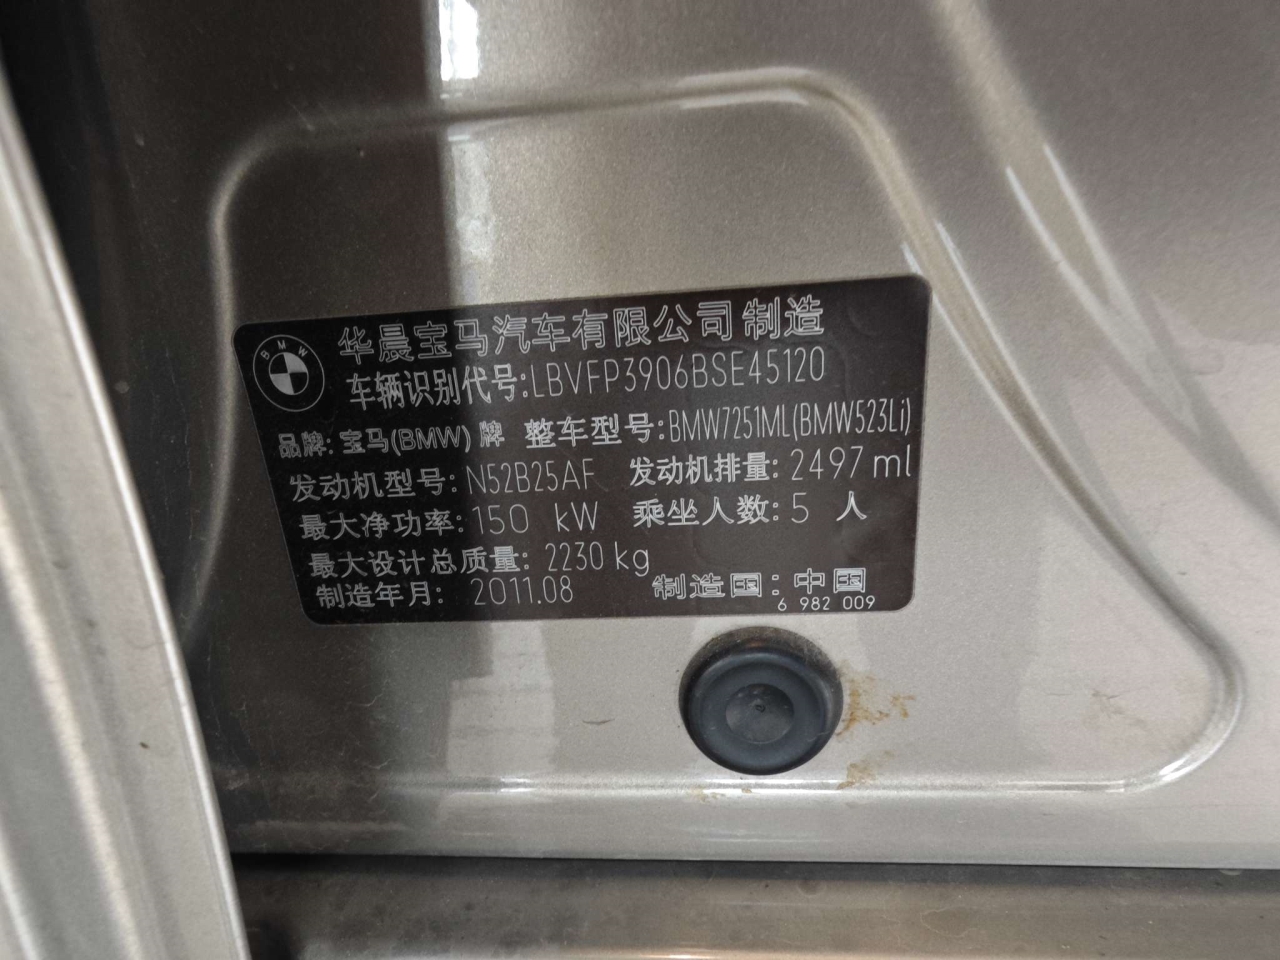 BMW
华晨宝马汽车有限公司制造
车辆识别代号:LBVFP3906BSE45120
品牌:宝马(BMW)牌 整车型号:BMW7251ML(BMW523Li)
发动机型号:N52B25AF 发动机排量:2497ml
最大净功率:150 kW 乘坐人数:5 人
最大设计总质量:2230kg
制造年月:2011.08 制造国:中国
6 982 009